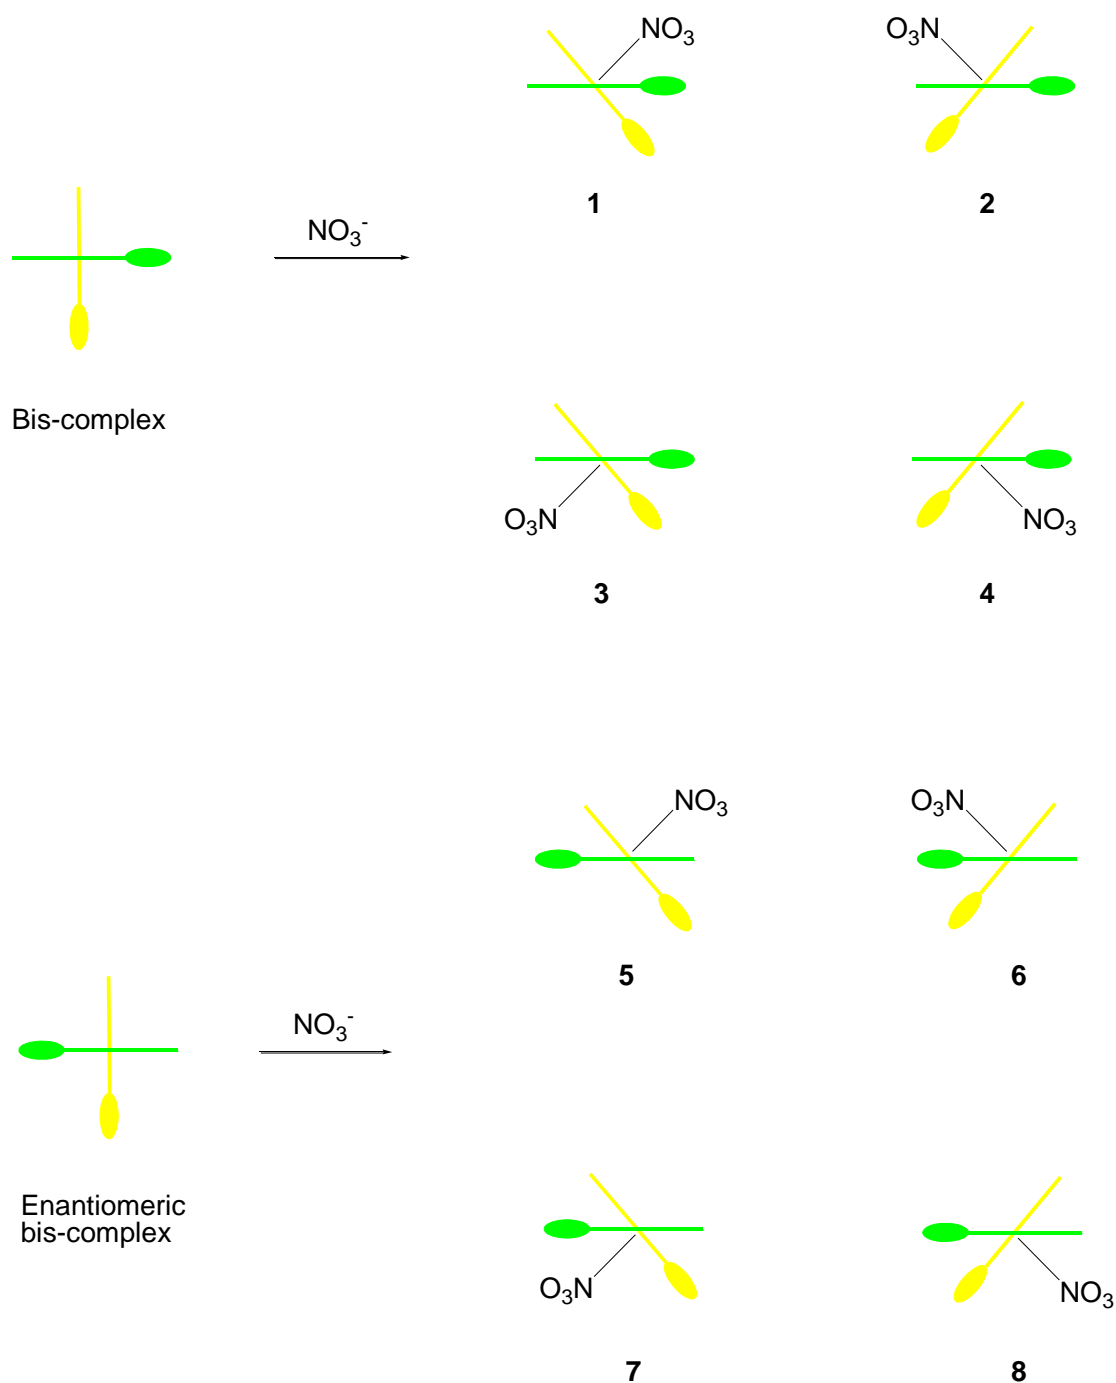 NO₃
O₃N
1
2
NO₃⁻
Bis-complex
O₃N
NO₃
3
4
NO₃
O₃N
5
6
NO₃⁻
Enantiomeric
bis-complex
O₃N
NO₃
7
8